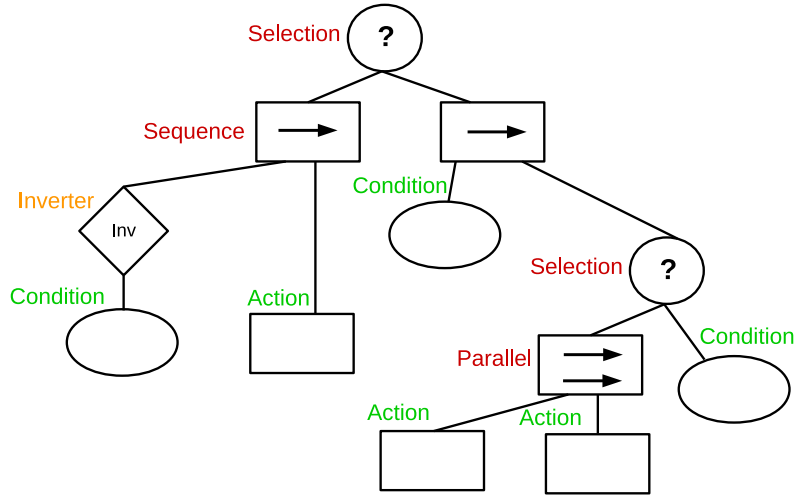 Selection
?
Sequence
Condition
Inverter
Inv
Selection
?
Condition
Action
Condition
Parallel
Action
Action